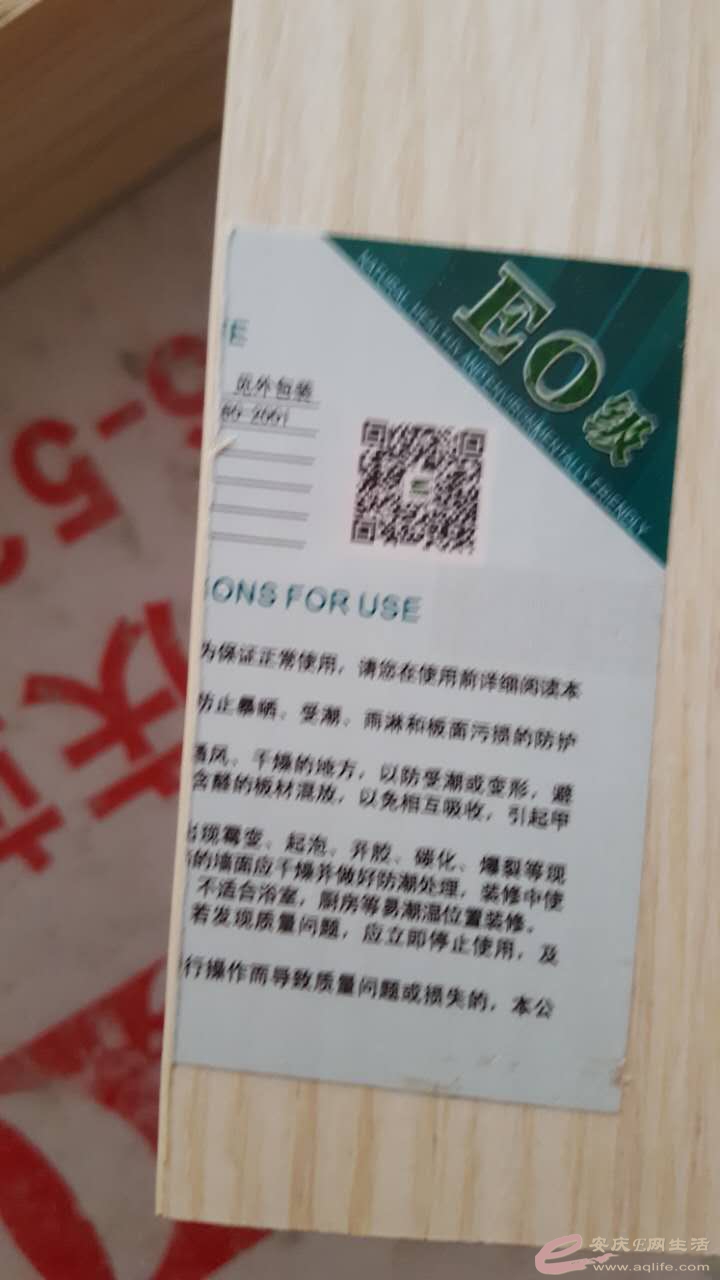 EO级
NATURAL HEALTHY AND ENVIRONMENTALLY FRIENDLY
E
见外包装
80-2001
IONS FOR USE
为保证正常使用，请您在使用前详细阅读本
防止暴晒、受潮、雨淋和板面污损的防护
通风、干燥的地方，以防受潮或变形，避
含醛的板材混放，以免相互吸收，引起甲
出现霉变、起泡、开胶、碳化、爆裂等现
的墙面应干燥并做好防潮处理，装修中使
不适合浴室，厨房等易潮湿位置装修。
若发现质量问题，应立即停止使用，及
行操作而导致质量问题或损失的，本公
安庆E网生活
www.aqlife.com